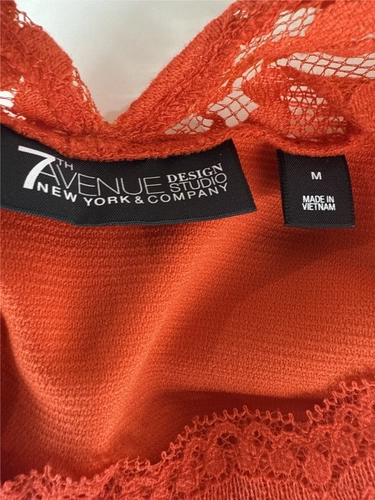 7TH AVENUE DESIGN STUDIO
NEW YORK & COMPANY
M
MADE IN
VIETNAM